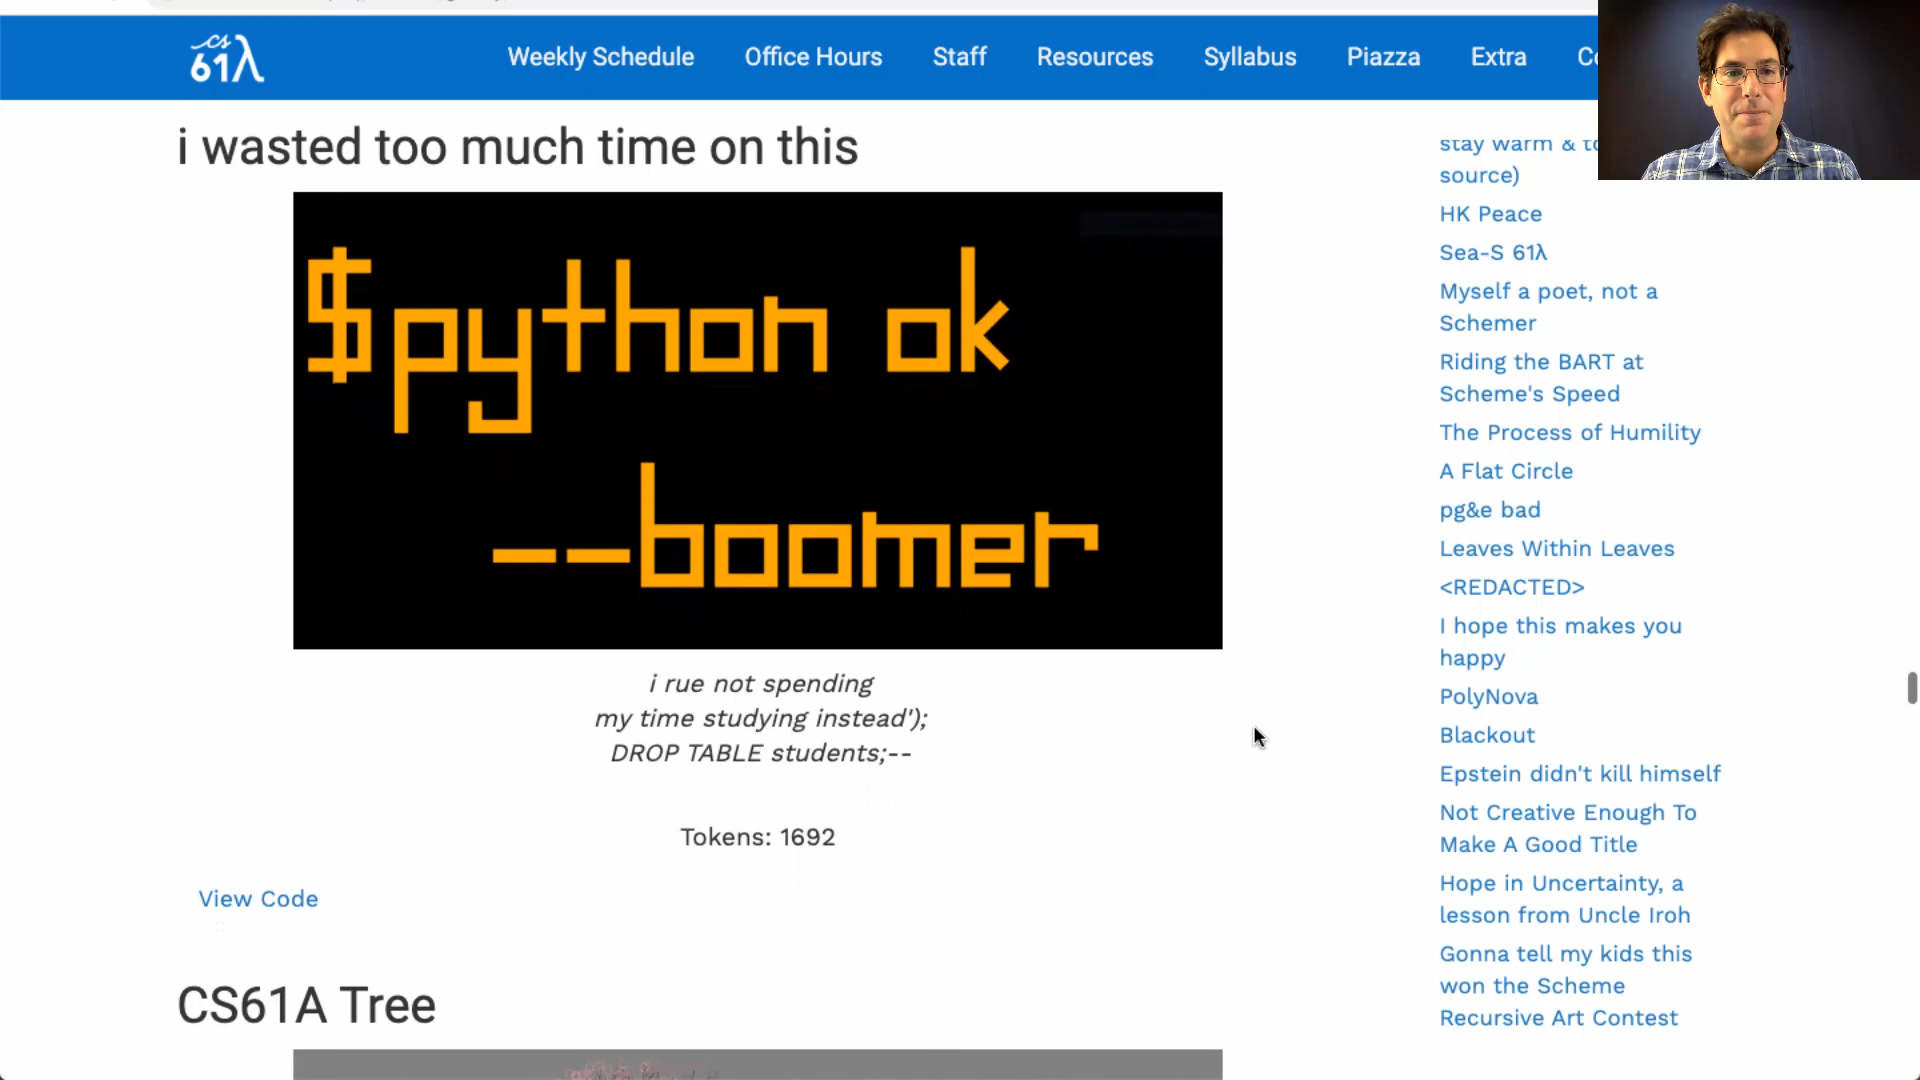 cs
61λ
Weekly Schedule Office Hours Staff Resources Syllabus Piazza Extra
i wasted too much time on this
$python ok
--boomer
i rue not spending
my time studying instead');
DROP TABLE students;--
Tokens: 1692
View Code
CS61A Tree
stay warm &
source)
HK Peace
Sea-S 61λ
Myself a poet, not a
Schemer
Riding the BART at
Scheme's Speed
The Process of Humility
A Flat Circle
pg&e bad
Leaves Within Leaves
<REDACTED>
I hope this makes you
happy
PolyNova
Blackout
Epstein didn't kill himself
Not Creative Enough To
Make A Good Title
Hope in Uncertainty, a
lesson from Uncle Iroh
Gonna tell my kids this
won the Scheme
Recursive Art Contest